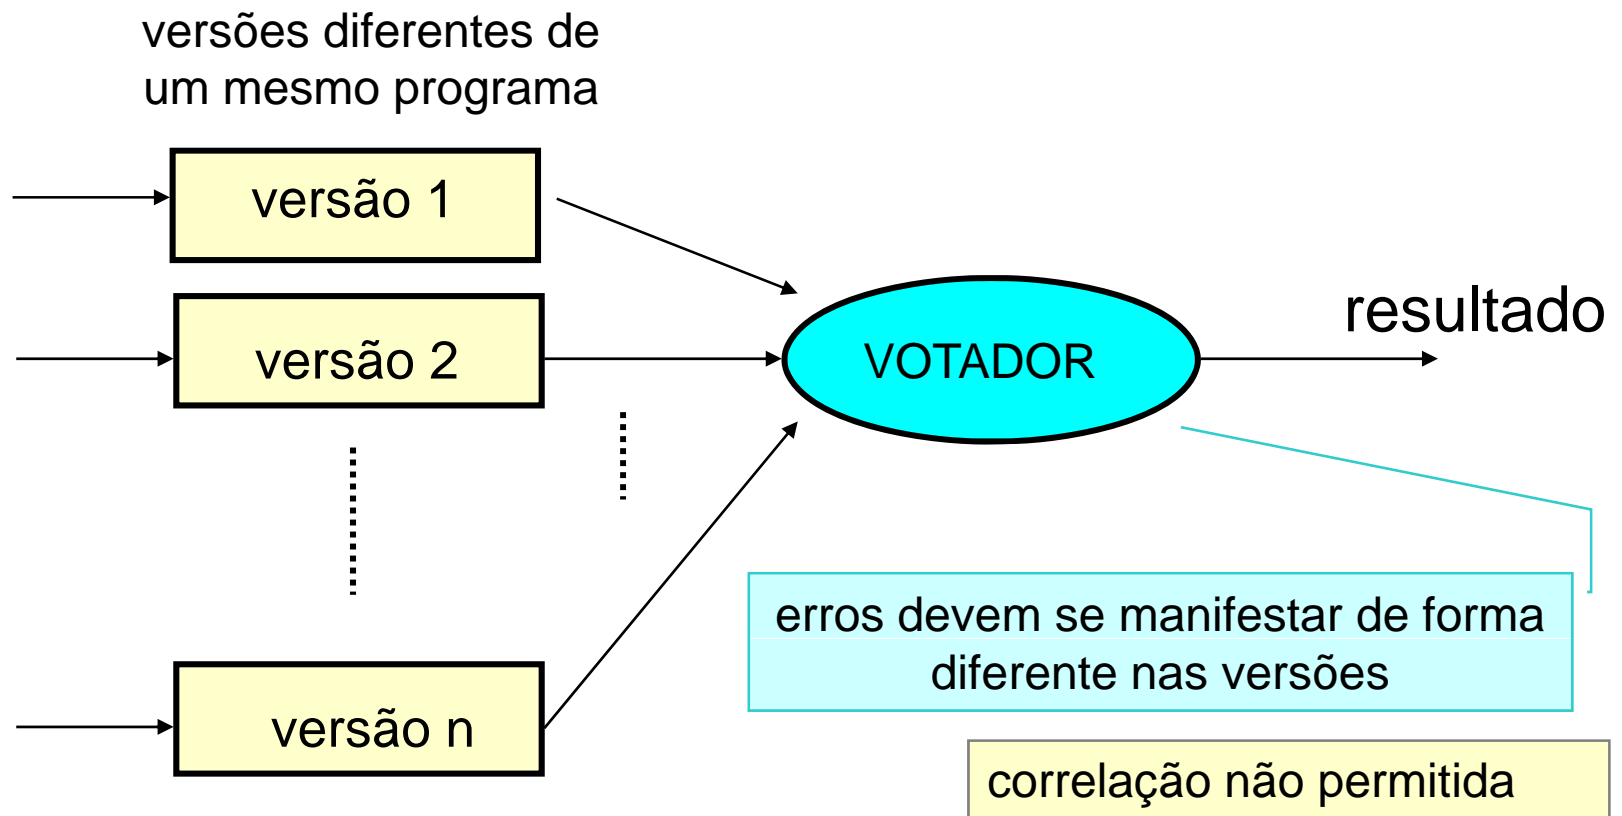 versões diferentes de
um mesmo programa
versão 1
versão 2
versão n
VOTADOR
resultado
erros devem se manifestar de forma
diferente nas versões
correlação não permitida